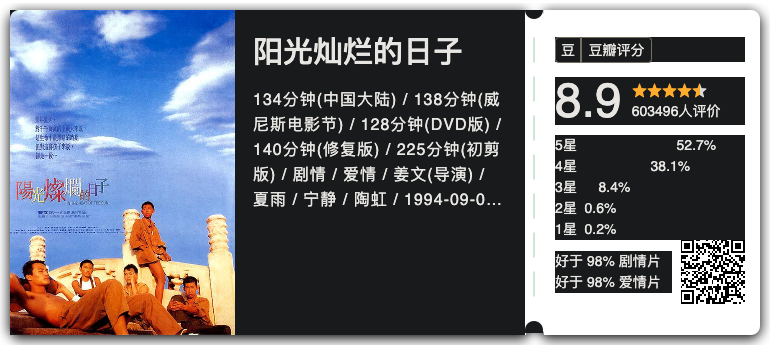 阳光灿烂的日子
134分钟(中国大陆) / 138分钟(威
尼斯电影节) / 128分钟(DVD版) /
140分钟(修复版) / 225分钟(初剪
版) / 剧情 / 爱情 / 姜文(导演) /
夏雨 / 宁静 / 陶虹 / 1994-09-0...
豆 豆瓣评分
8.9
603496人评价
5星 52.7%
4星 38.1%
3星 8.4%
2星 0.6%
1星 0.2%
好于 98% 剧情片
好于 98% 爱情片
陽光燦爛的日子